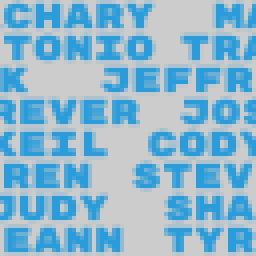 CHARY MA
TONIO TRA
K JEFFR
REVER JOS
KEIL CODY
REN STEV
JUDY SHA
EANN TYR